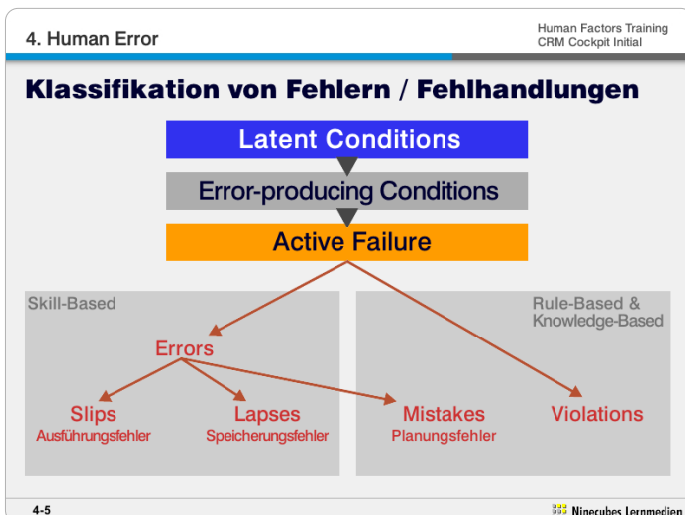 4. Human Error
Human Factors Training
CRM Cockpit Initial
Klassifikation von Fehlern / Fehlhandlungen
Latent Conditions
Error-producing Conditions
Active Failure
Skill-Based
Rule-Based &
Knowledge-Based
Errors
Slips
Ausführungsfehler
Lapses
Speicherungsfehler
Mistakes
Planungsfehler
Violations
4-5
Ninecubes Lernmedien